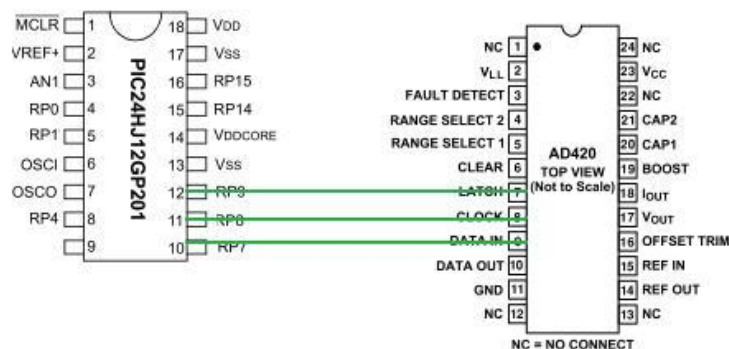 MCLR 1
VREF+ 2
AN1 3
RP0 4
RP1 5
OSCI 6
OSCO 7
RP4 8
9
PIC24HJ12GP201
18 VDD
17 VSS
16 RP15
15 RP14
14 VDDCORE
13 VSS
12 RP9
11 RP8
10 RP7
NC 1
VLL 2
FAULT DETECT 3
RANGE SELECT 2 4
RANGE SELECT 1 5
CLEAR 6
LATCH 7
CLOCK 8
DATA IN 9
DATA OUT 10
GND 11
NC 12
AD420
TOP VIEW
(Not to Scale)
24 NC
23 VCC
22 NC
21 CAP2
20 CAP1
19 BOOST
18 IOUT
17 VOUT
16 OFFSET TRIM
15 REF IN
14 REF OUT
13 NC
NC = NO CONNECT